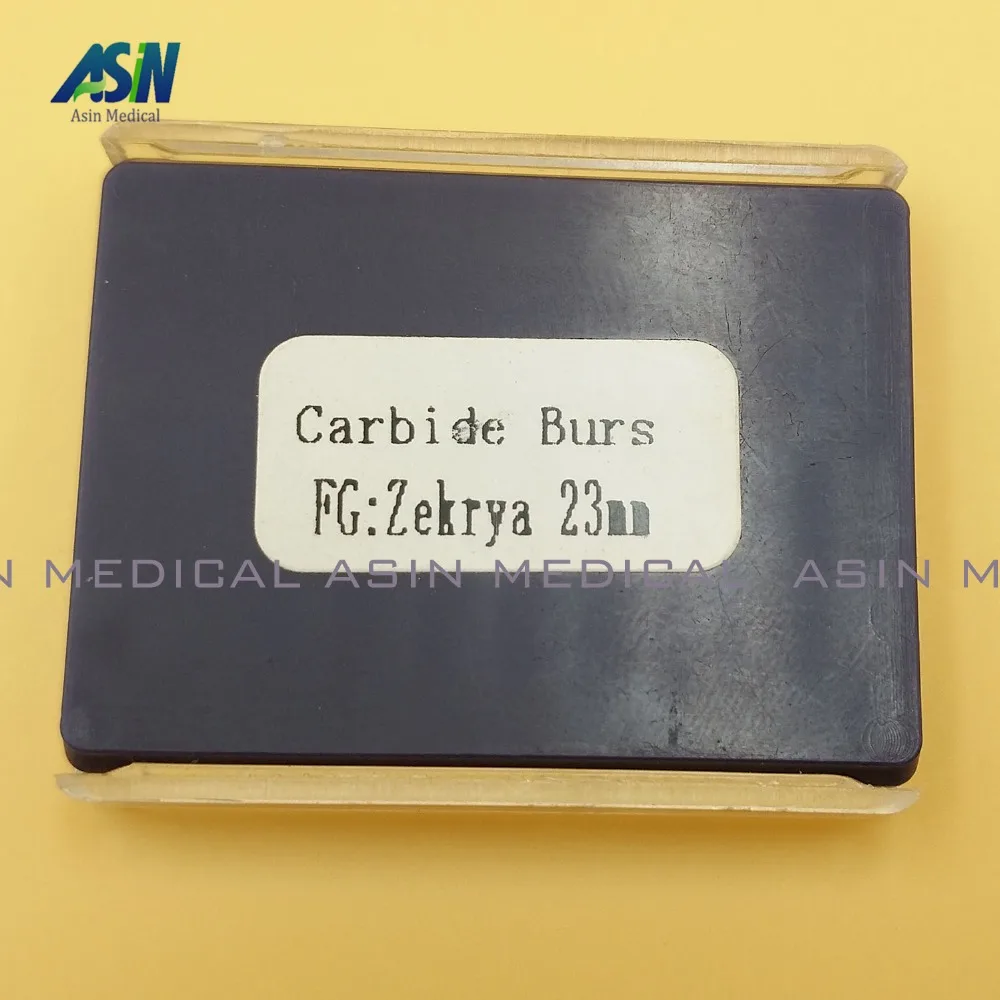 ASiN
Asin Medical
Carbide Burs
FG:Zekrya 23mm
N MEDICAL ASIN MEDICAL ASIN M